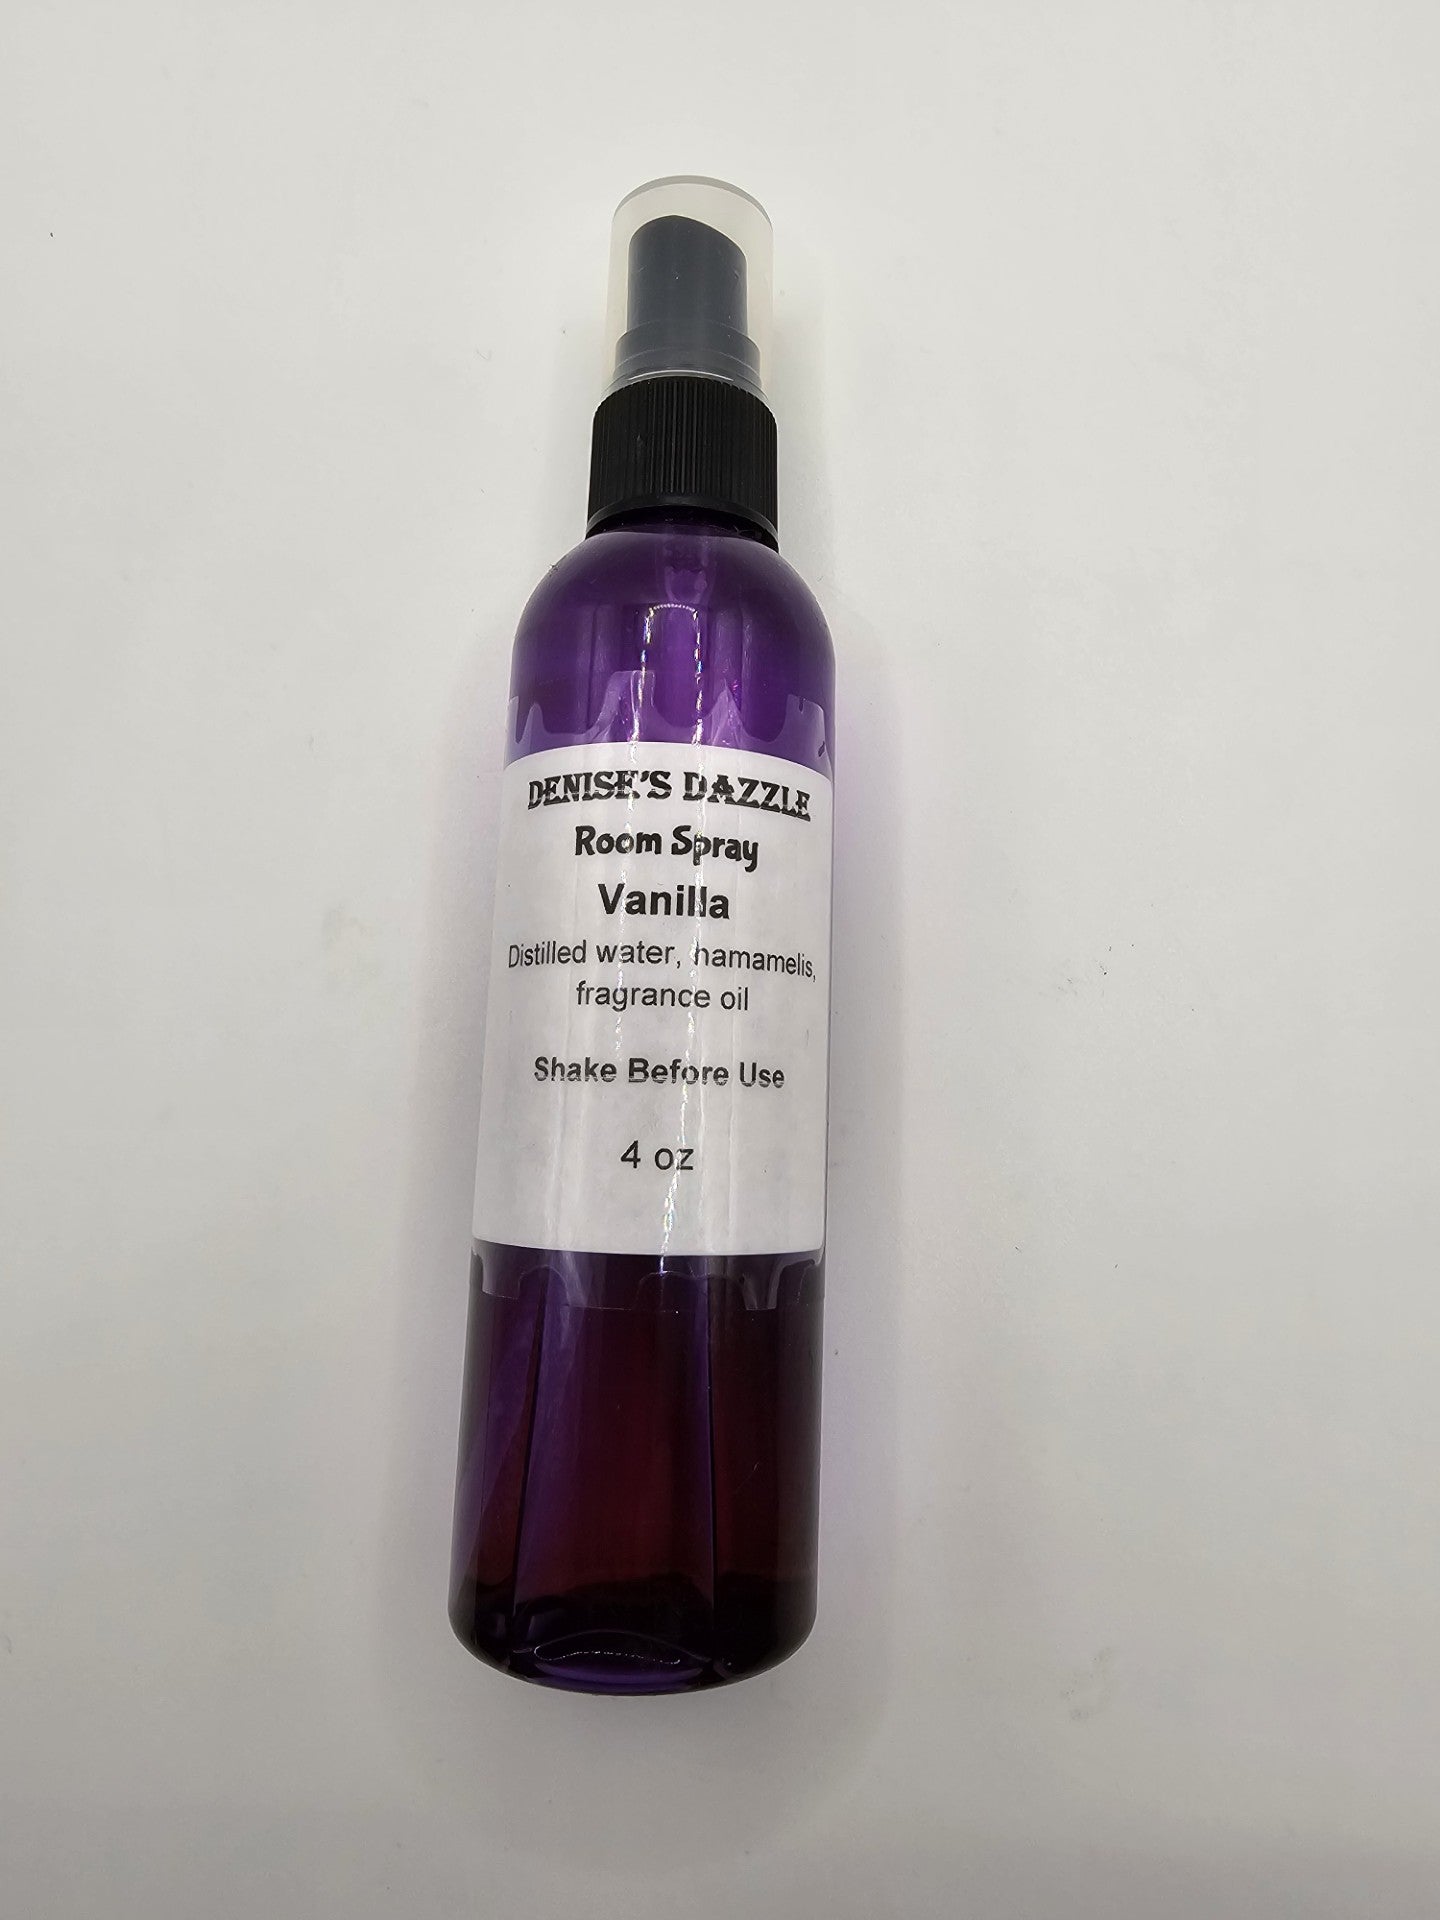 DENISE'S DAZZLE
Room Spray
Vanilla
Distilled water, hamamelis,
fragrance oil
Shake Before Use
4 oz